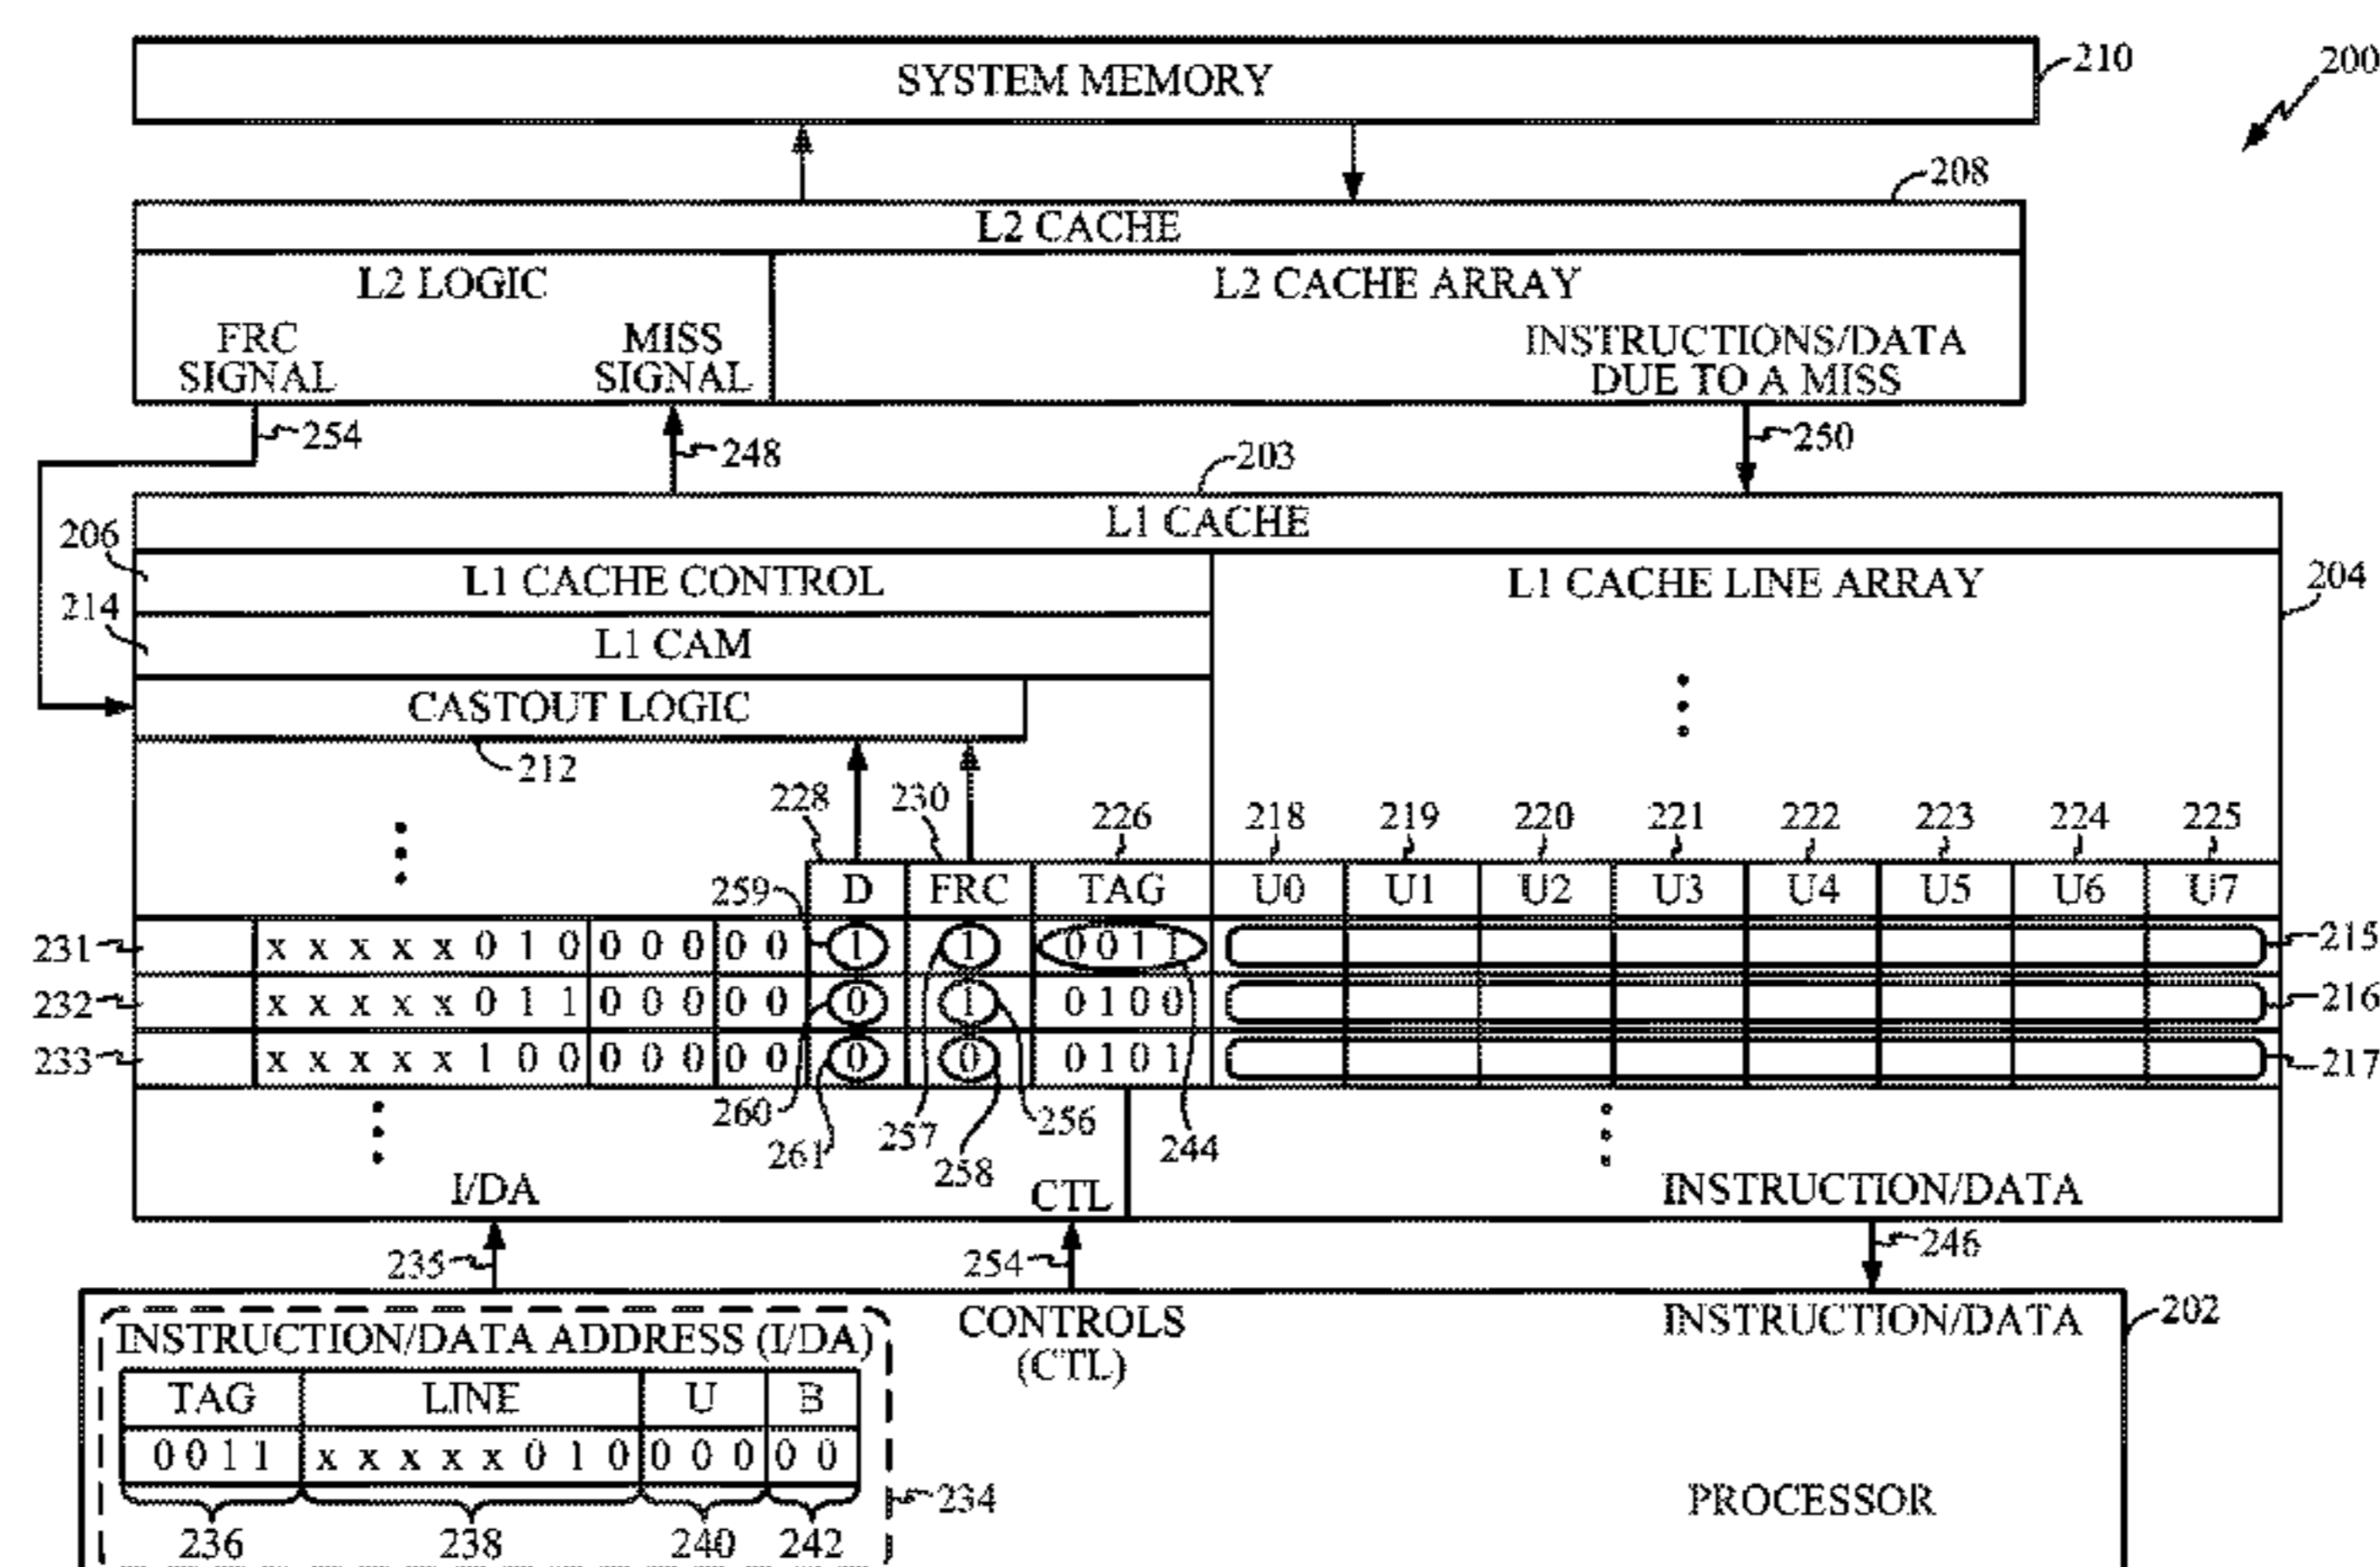 SYSTEM MEMORY
210
200
208
L2 CACHE
L2 LOGIC
L2 CACHE ARRAY
FRC SIGNAL
MISS SIGNAL
INSTRUCTIONS/DATA DUE TO A MISS
254
248
250
203
L1 CACHE
206
L1 CACHE CONTROL
L1 CACHE LINE ARRAY
204
214
L1 CAM
CASTOUT LOGIC
212
228 230 226 218 219 220 221 222 223 224 225
259 D FRC TAG U0 U1 U2 U3 U4 U5 U6 U7
231 x x x x x 0 1 0 0 0 0 0 0 1 1 0 0 1 1 215
232 x x x x x 0 1 1 0 0 0 0 0 0 1 0 1 0 0 216
233 x x x x x 1 0 0 0 0 0 0 0 0 0 0 1 0 1 217
260 261 257 258 256 244
I/DA CTL INSTRUCTION/DATA
235 254 246
INSTRUCTION/DATA ADDRESS (I/DA)
CONTROLS (CTL)
INSTRUCTION/DATA
202
TAG LINE U B
0 0 1 1 x x x x x 0 1 0 0 0 0 0 0
234
PROCESSOR
236 238 240 242